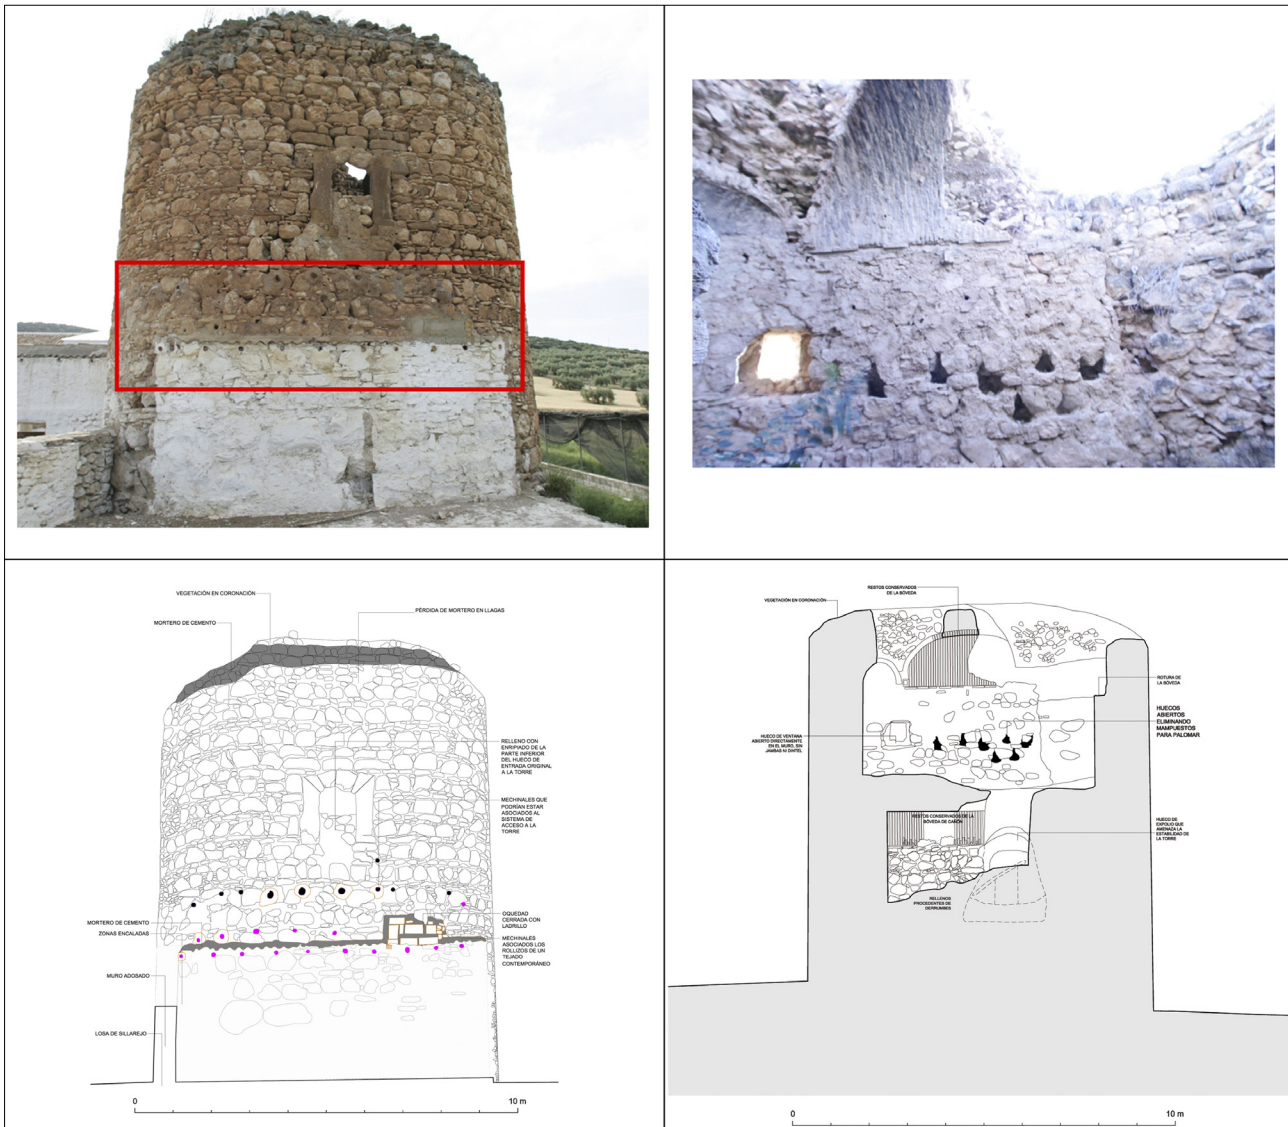 VEGETACIÓN EN CORONACIÓN
PÉRDIDA DE MORTERO EN LLAGAS
MORTERO DE CEMENTO
RELLENO CON
ENRIPIADO DE LA
PARTE INFERIOR
DEL HUECO DE
ENTRADA ORIGINAL
A LA TORRE
MECHINALES QUE
PODRÍAN ESTAR
ASOCIADOS AL
SISTEMA DE
ACCESO A LA
TORRE
MORTERO DE CEMENTO
ZONAS ENCALADAS
OQUEDAD
CERRADA CON
LADRILLO
MECHINALES
ASOCIADOS LOS
ROLLIZOS DE UN
TEJADO
CONTEMPORÁNEO
MURO ADOSADO
LOSA DE SILLAREJO
0
10 m
RESTOS CONSERVADOS
DE LA BÓVEDA
VEGETACIÓN EN CORONACIÓN
ROTURA DE
LA BÓVEDA
HUECOS
ABIERTOS
ELIMINANDO
MAMPUESTOS
PARA PALOMAR
HUECO DE VENTANA
ABIERTO DIRECTAMENTE
EN EL MURO, SIN
JAMBAS NI DINTEL
RESTOS CONSERVADOS DE LA
BÓVEDA DE CAÑÓN
HUECO DE
EXPOLIO QUE
AMENAZA LA
ESTABILIDAD DE
LA TORRE
RELLENOS
PROCEDENTES DE
DERRUMBES
0
10 m